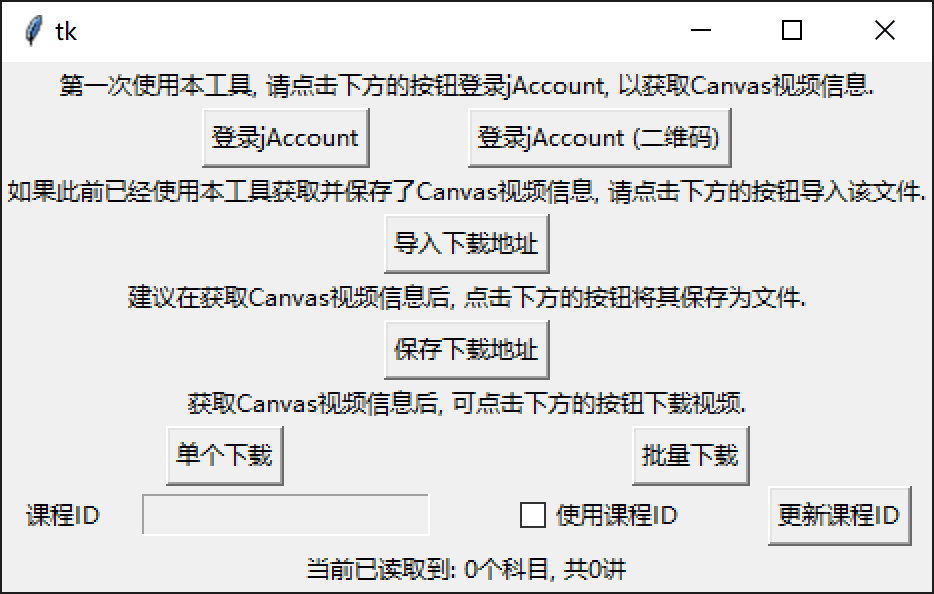 tk
第一次使用本工具, 请点击下方的按钮登录jAccount, 以获取Canvas视频信息.
登录jAccount 登录jAccount (二维码)
如果此前已经使用本工具获取并保存了Canvas视频信息, 请点击下方的按钮导入该文件.
导入下载地址
建议在获取Canvas视频信息后, 点击下方的按钮将其保存为文件.
保存下载地址
获取Canvas视频信息后, 可点击下方的按钮下载视频.
单个下载 批量下载
课程ID 使用课程ID 更新课程ID
当前已读取到: 0个科目, 共0讲